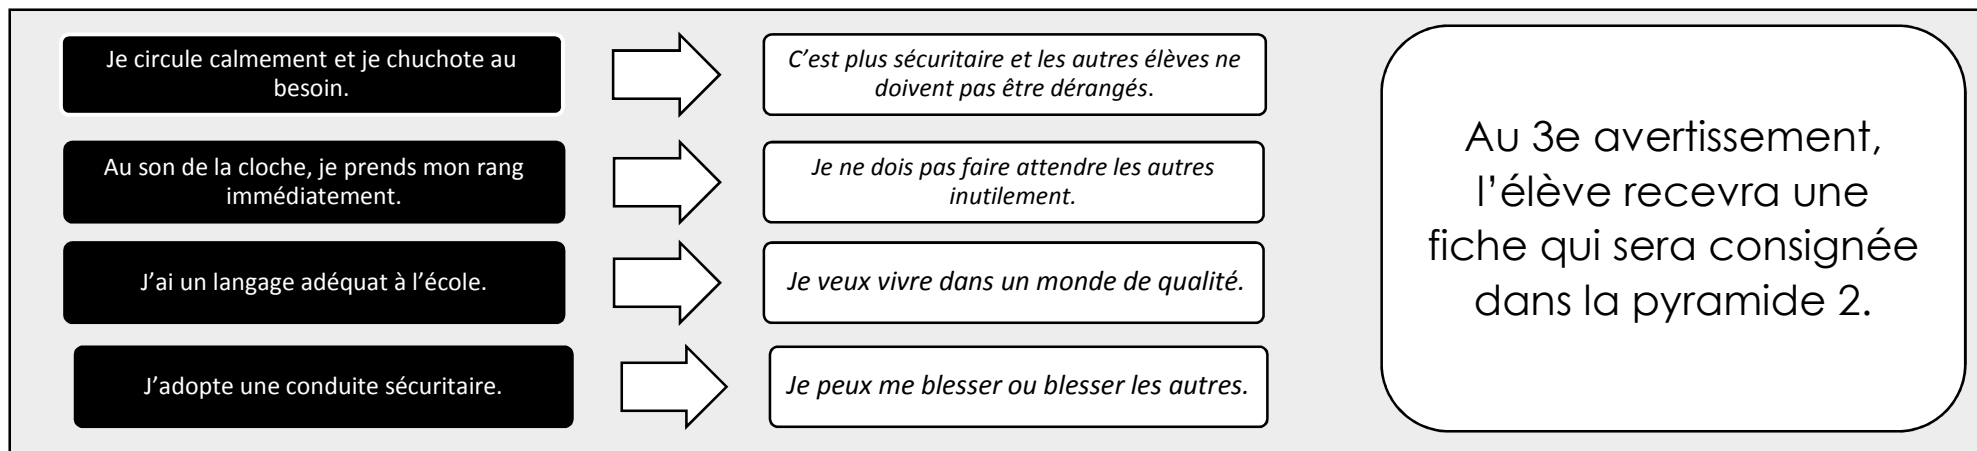 Je circule calmement et je chuchote au
besoin.
C’est plus sécuritaire et les autres élèves ne
doivent pas être dérangés.
Au son de la cloche, je prends mon rang
immédiatement.
Je ne dois pas faire attendre les autres
inutilement.
J’ai un langage adéquat à l’école.
Je veux vivre dans un monde de qualité.
J’adopte une conduite sécuritaire.
Je peux me blesser ou blesser les autres.
Au 3e avertissement,
l’élève recevra une
fiche qui sera consignée
dans la pyramide 2.